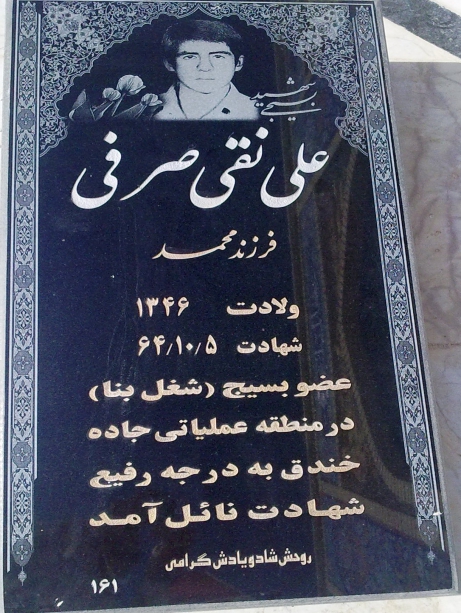 شهید
بسیجی
علی نقی صرفی
فرزند محمد
ولادت ۱۳۴۶
شهادت ۶۴/۱۰/۵
عضو بسیج (شغل بنا)
در منطقه عملیاتی جاده
خندق به درجه رفیع
شهادت نائل آمد
روحش شاد و یادش گرامی
۱۶۱